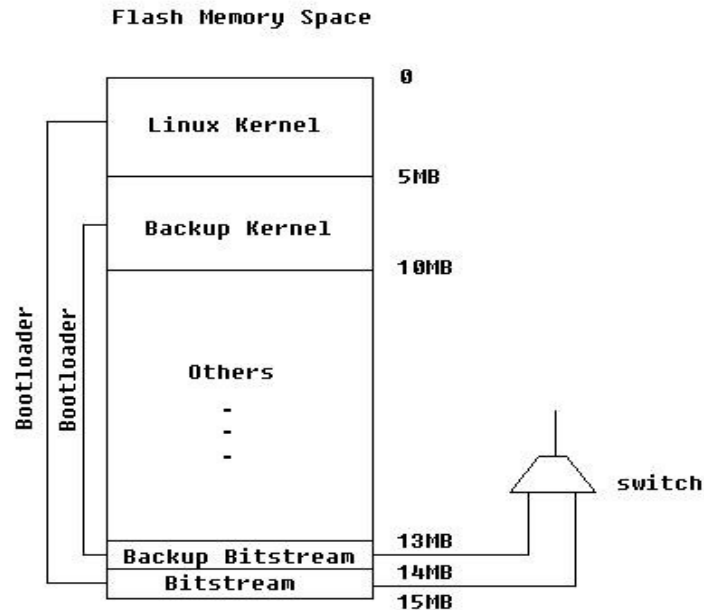 Flash Memory Space
0
Linux Kernel
5MB
Backup Kernel
10MB
Bootloader
Bootloader
Others
-
-
-
switch
13MB
Backup Bitstream
14MB
Bitstream
15MB